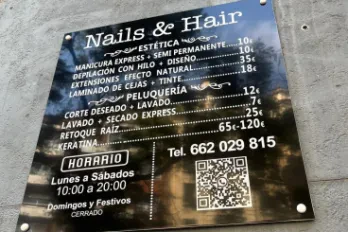 Nails & Hair
ESTÉTICA
MANICURA EXPRESS + SEMI PERMANENTE 10€
DEPILACIÓN CON HILO + DISEÑO 10€
EXTENSIONES EFECTO NATURAL 35€
LAMINADO DE CEJAS + TINTE 18€
PELUQUERÍA
CORTE DESEADO + LAVADO 12€
LAVADO + SECADO EXPRESS 7€
RETOQUE RAÍZ 25€
KERATINA 65€-120€
HORARIO
Lunes a Sábados
10:00 a 20:00
Domingos y Festivos
CERRADO
Tel. 662 029 815